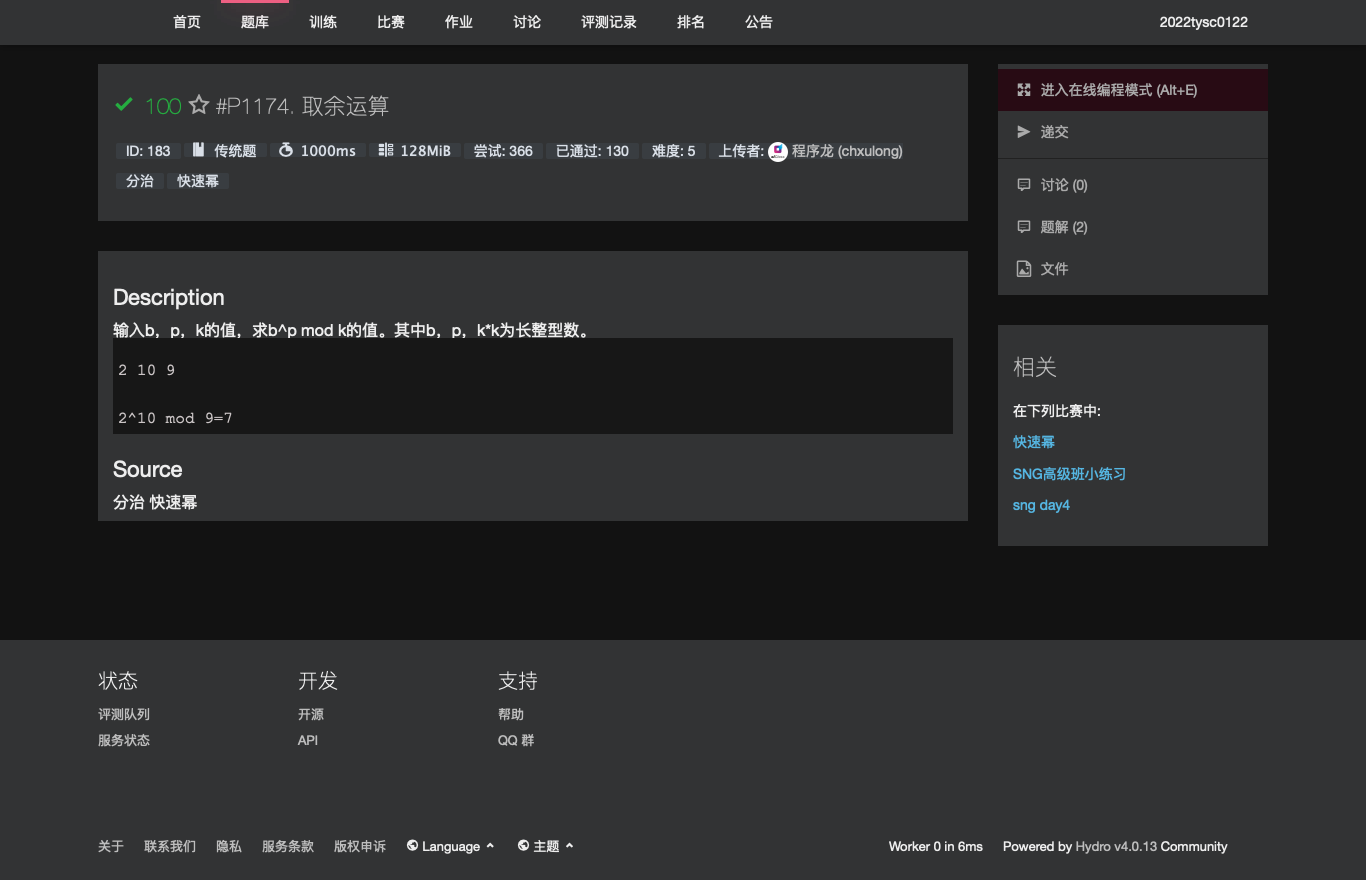 首页 题库 训练 比赛 作业 讨论 评测记录 排名 公告 2022tysc0122
100 #P1174. 取余运算
ID: 183 传统题 1000ms 128MiB 尝试: 366 已通过: 130 难度: 5 上传者: 程序龙 (chxulong)
分治 快速幂
Description
输入b，p，k的值，求b^p mod k的值。其中b，p，k*k为长整型数。
2 10 9
2^10 mod 9=7
Source
分治 快速幂
进入在线编程模式 (Alt+E)
递交
讨论 (0)
题解 (2)
文件
相关
在下列比赛中:
快速幂
SNG高级班小练习
sng day4
状态
评测队列
服务状态
开发
开源
API
支持
帮助
QQ 群
关于 联系我们 隐私 服务条款 版权申诉 Language 主题 Worker 0 in 6ms Powered by Hydro v4.0.13 Community